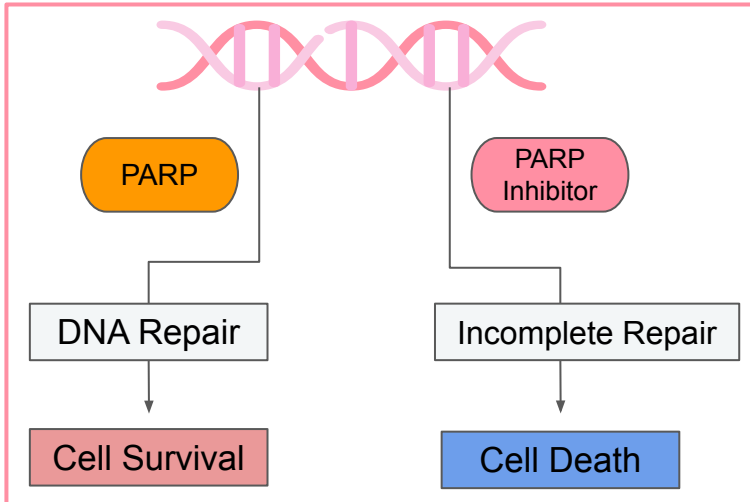 PARP
PARP
Inhibitor
DNA Repair
Incomplete Repair
Cell Survival
Cell Death